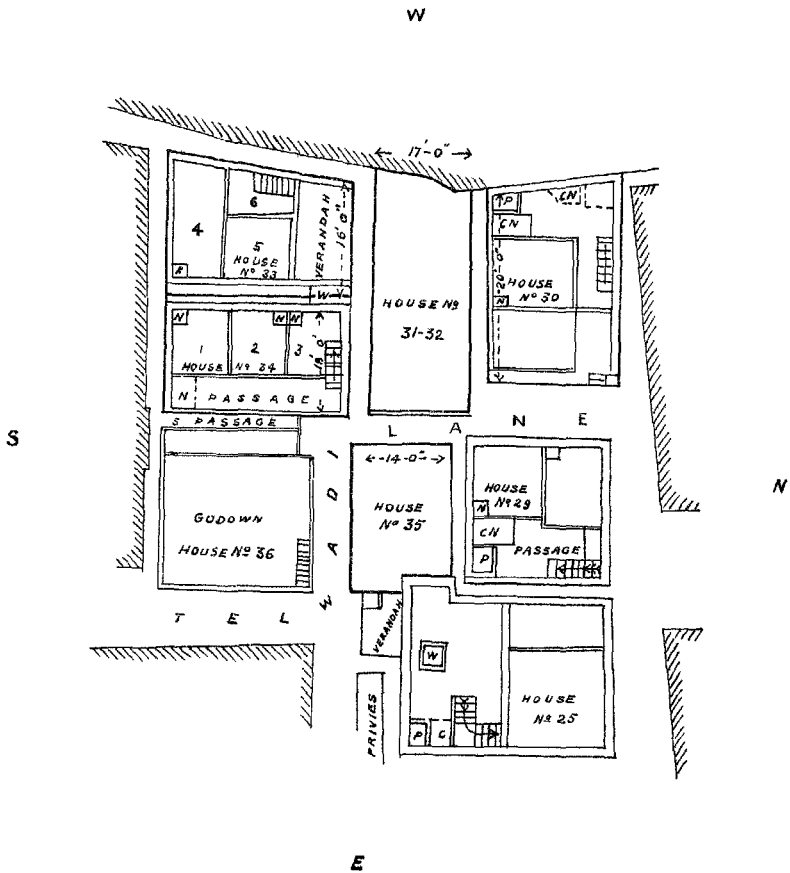 W
17'-0"
4
6
5
HOUSE
Nº 33
VERANDAH
16'0"
R
W
HOUSE Nº
31-32
P
CN
CN
20'-0"
HOUSE
Nº 30
N
N
N
N
1
2
3
18'0"
HOUSE Nº 34
N PASSAGE
S PASSAGE
LANE
S
N
14-0"
HOUSE
Nº 35
HOUSE
Nº 29
N
CN
P
PASSAGE
GODOWN
HOUSE Nº 36
TELWADI
VERANDAH
W
PRIVIES
P
C
HOUSE
Nº 25
E